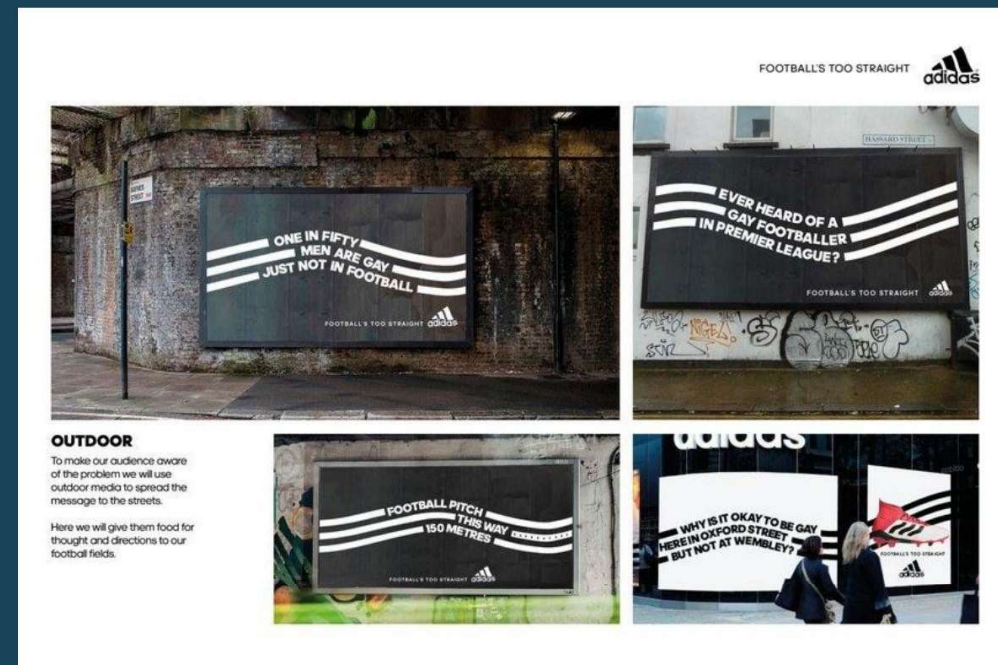 FOOTBALL'S TOO STRAIGHT
adidas
ONE IN FIFTY
MEN ARE GAY
JUST NOT IN FOOTBALL
FOOTBALL'S TOO STRAIGHT
adidas
HASSARD STREET
EVER HEARD OF A
GAY FOOTBALLER
IN PREMIER LEAGUE?
FOOTBALL'S TOO STRAIGHT
adidas
OUTDOOR
To make our audience aware
of the problem we will use
outdoor media to spread the
message to the streets.
Here we will give them food for
thought and directions to our
football fields.
FOOTBALL PITCH
THIS WAY
150 METRES
FOOTBALL'S TOO STRAIGHT
adidas
adidas
WHY IS IT OKAY TO BE GAY
HERE IN OXFORD STREET
BUT NOT AT WEMBLEY?
FOOTBALL'S TOO STRAIGHT
adidas